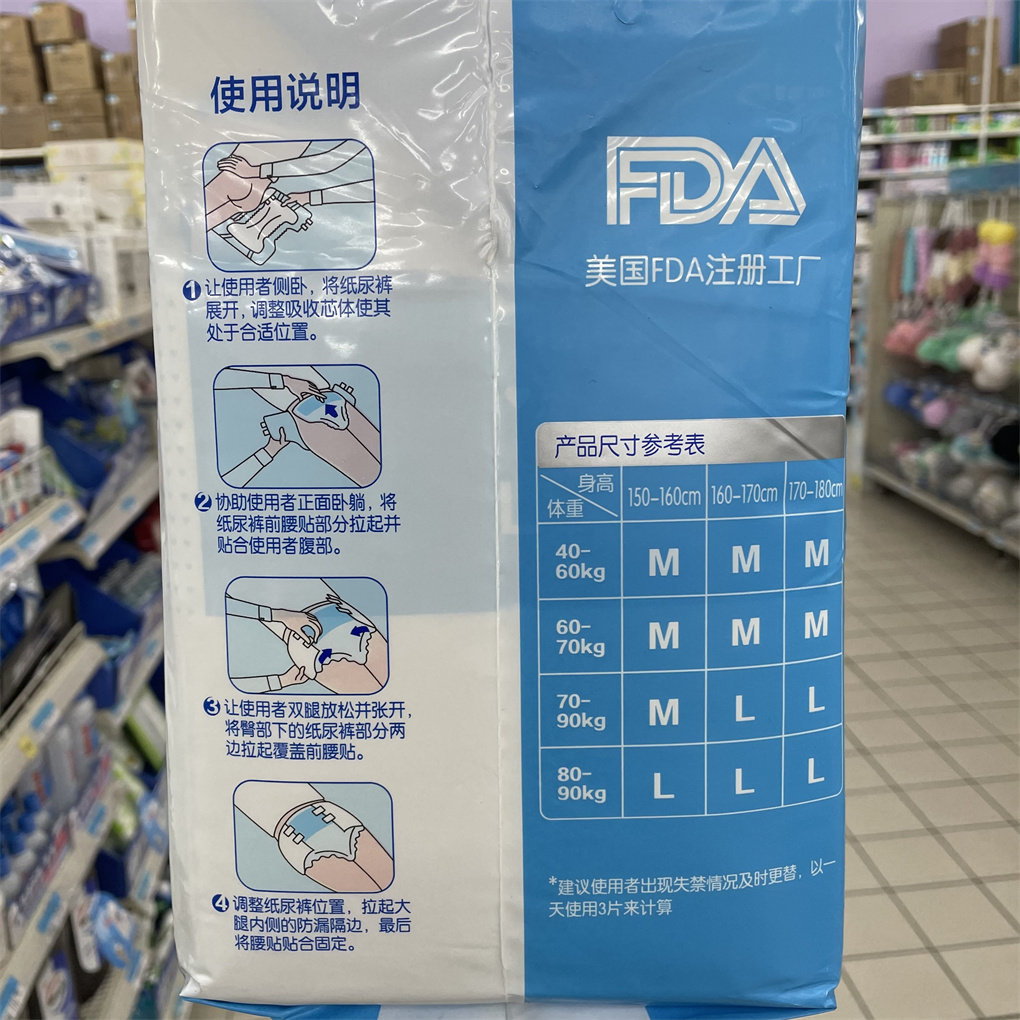 使用说明
1 让使用者侧卧，将纸尿裤
展开，调整吸收芯体使其
处于合适位置。
2 协助使用者正面卧躺，将
纸尿裤前腰贴部分拉起并
贴合使用者腹部。
3 让使用者双腿放松并张开，
将臀部下的纸尿裤部分两
边拉起覆盖前腰贴。
4 调整纸尿裤位置，拉起大
腿内侧的防漏隔边，最后
将腰贴贴合固定。
FDA
美国FDA注册工厂
产品尺寸参考表
身高 体重 150-160cm 160-170cm 170-180cm
40-60kg M M M
60-70kg M M M
70-90kg M L L
80-90kg L L L
*建议使用者出现失禁情况及时更替，以一
天使用3片来计算